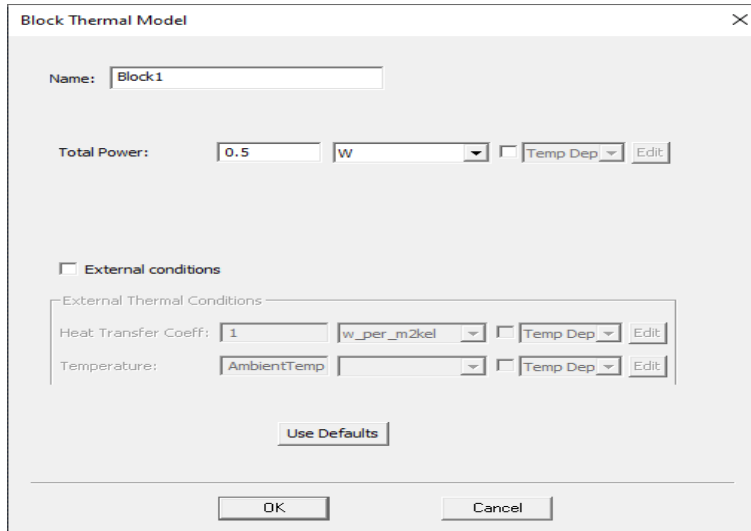 Block Thermal Model
Name: Block1
Total Power: 0.5 W Temp Dep Edit
External conditions
External Thermal Conditions
Heat Transfer Coeff: 1 w_per_m2kel Temp Dep Edit
Temperature: AmbientTemp Temp Dep Edit
Use Defaults
OK Cancel